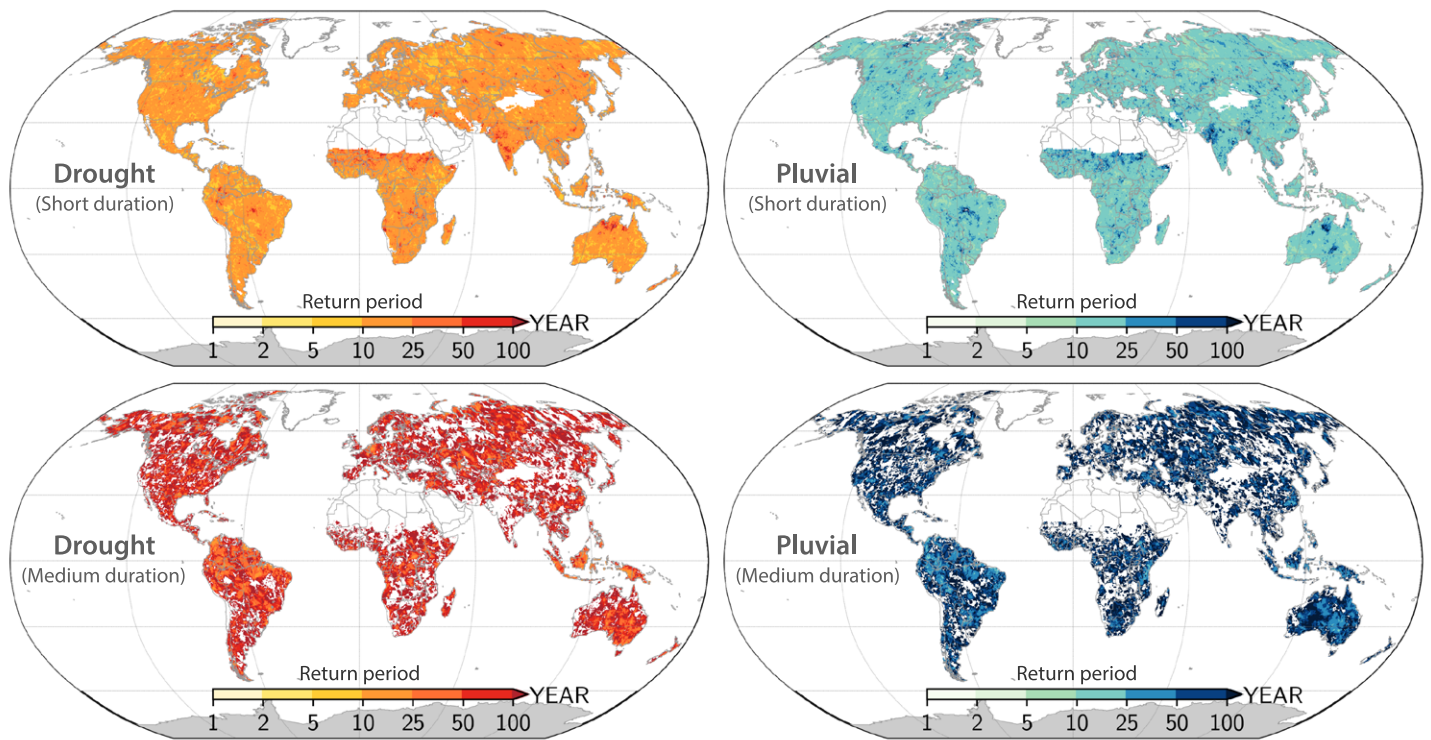 Drought
(Short duration)
Return period
YEAR
1 2 5 10 25 50 100
Pluvial
(Short duration)
Return period
YEAR
1 2 5 10 25 50 100
Drought
(Medium duration)
Return period
YEAR
1 2 5 10 25 50 100
Pluvial
(Medium duration)
Return period
YEAR
1 2 5 10 25 50 100